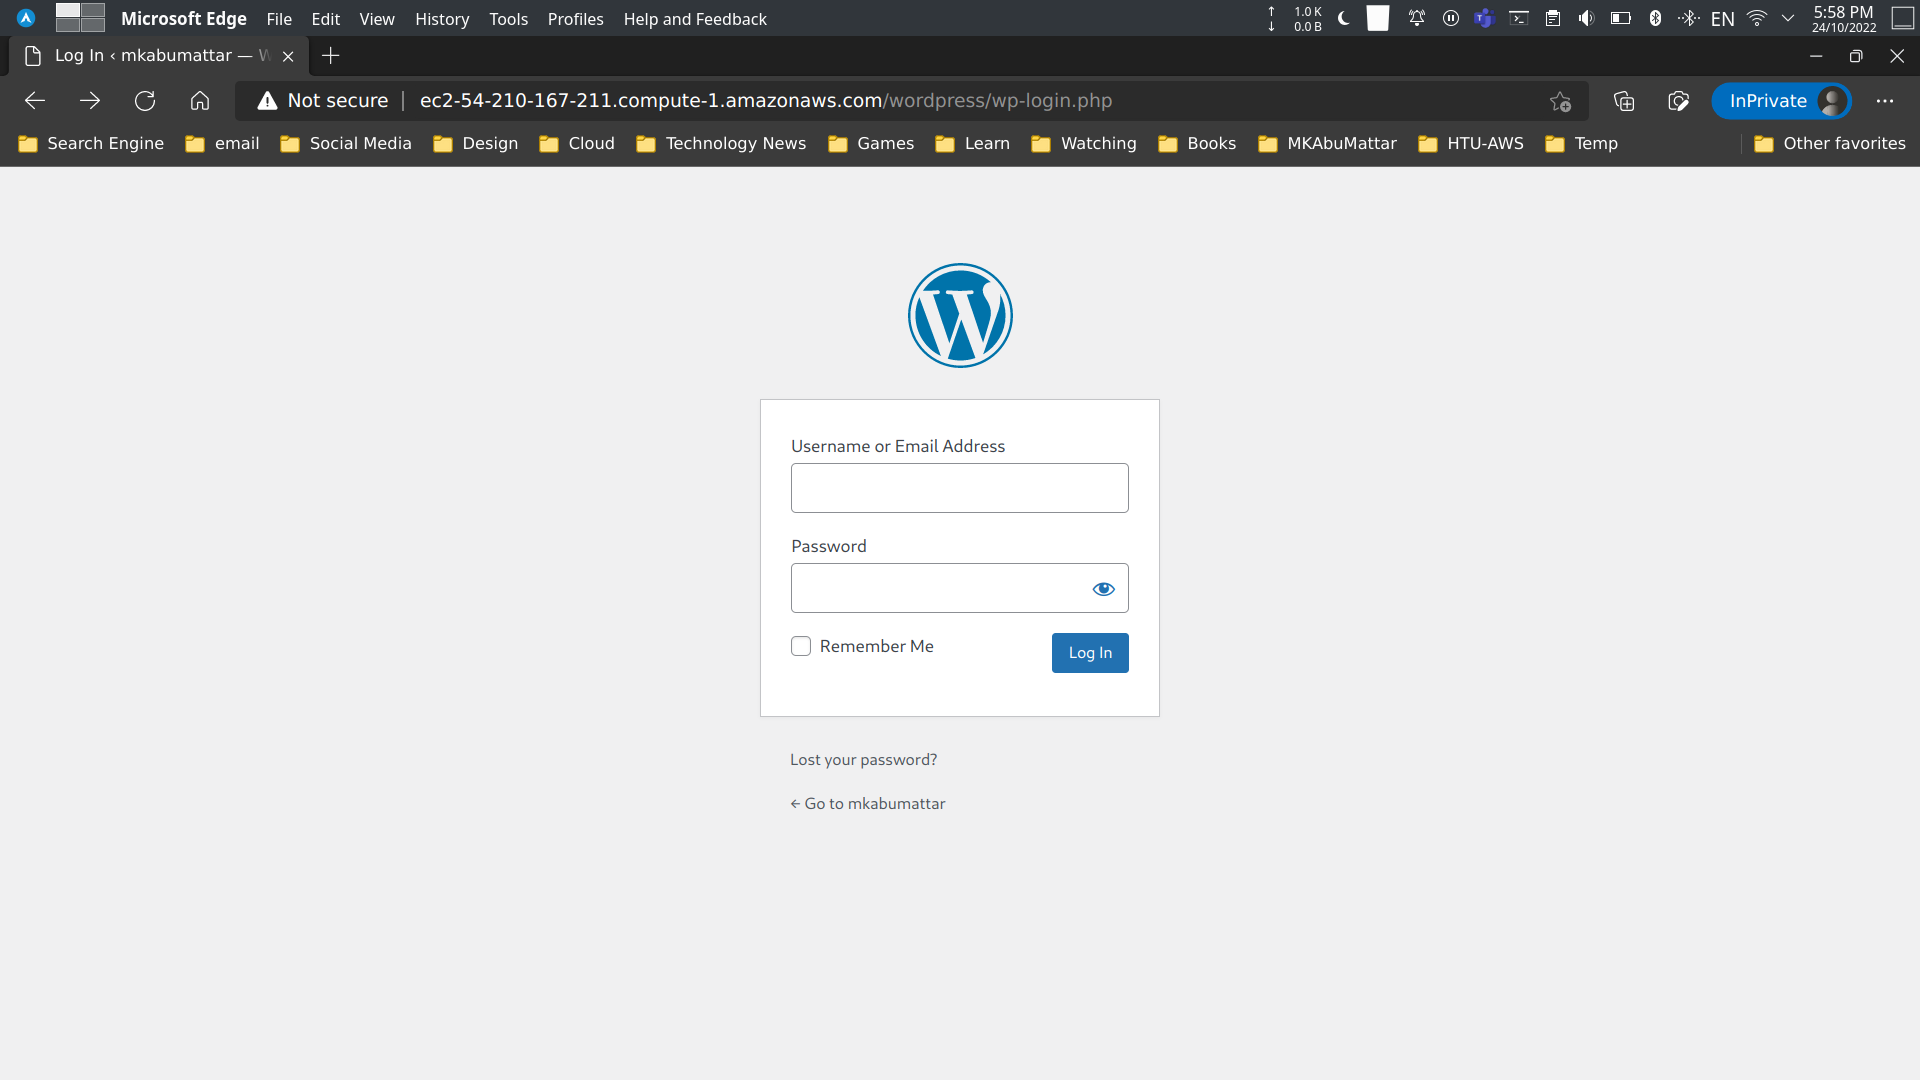 Microsoft Edge File Edit View History Tools Profiles Help and Feedback
1.0 K
0.0 B
EN
5:58 PM
24/10/2022
Log In ‹ mkabumattar — W
Not secure ec2-54-210-167-211.compute-1.amazonaws.com/wordpress/wp-login.php
InPrivate
Search Engine email Social Media Design Cloud Technology News Games Learn Watching Books MKAbuMattar HTU-AWS Temp Other favorites
Username or Email Address
Password
Remember Me
Log In
Lost your password?
← Go to mkabumattar